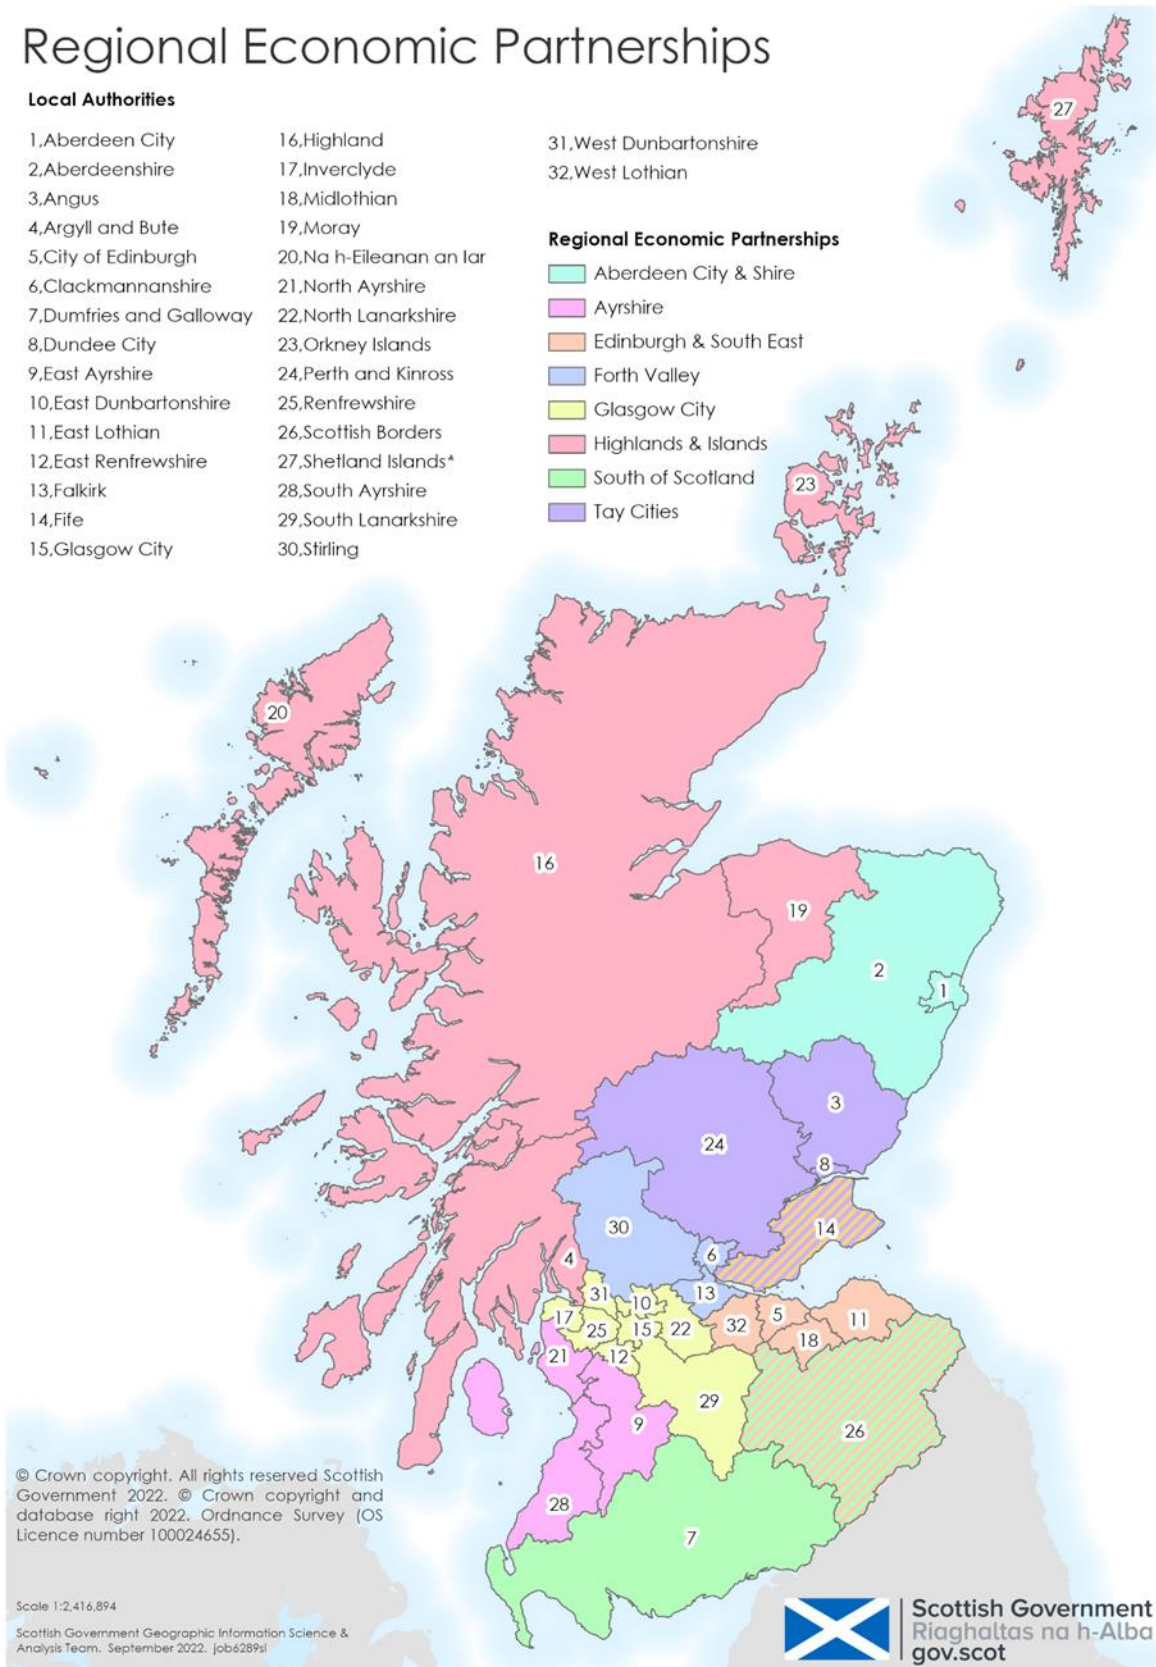 Regional Economic Partnerships
Local Authorities
1,Aberdeen City
2,Aberdeenshire
3,Angus
4,Argyll and Bute
5,City of Edinburgh
6,Clackmannanshire
7,Dumfries and Galloway
8,Dundee City
9,East Ayrshire
10,East Dunbartonshire
11,East Lothian
12,East Renfrewshire
13,Falkirk
14,Fife
15,Glasgow City
16,Highland
17,Inverclyde
18,Midlothian
19,Moray
20,Na h-Eileanan an Iar
21,North Ayrshire
22,North Lanarkshire
23,Orkney Islands
24,Perth and Kinross
25,Renfrewshire
26,Scottish Borders
27,Shetland Islands*
28,South Ayrshire
29,South Lanarkshire
30,Stirling
31,West Dunbartonshire
32,West Lothian
Regional Economic Partnerships
Aberdeen City & Shire
Ayrshire
Edinburgh & South East
Forth Valley
Glasgow City
Highlands & Islands
South of Scotland
Tay Cities
27
23
20
16
19
2
1
3
24
8
14
30
6
4
13
31
10
17
25
15
22
32
5
11
18
21
12
29
9
26
28
7
© Crown copyright. All rights reserved Scottish
Government 2022. © Crown copyright and
database right 2022. Ordnance Survey (OS
Licence number 100024655).
Scale 1:2,416,894
Scottish Government Geographic Information Science &
Analysis Team. September 2022. job6289sl
Scottish Government
Riaghaltas na h-Alba
gov.scot